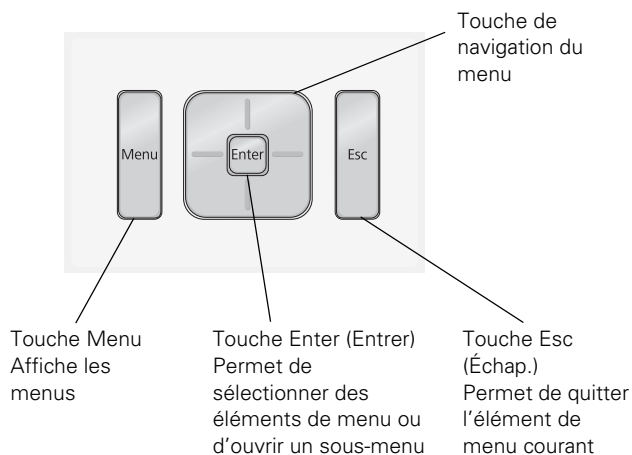 Touche de
navigation du
menu
Menu
Enter
Esc
Touche Menu
Affiche les
menus
Touche Enter (Entrer)
Permet de
sélectionner des
éléments de menu ou
d'ouvrir un sous-menu
Touche Esc
(Échap.)
Permet de quitter
l'élément de
menu courant